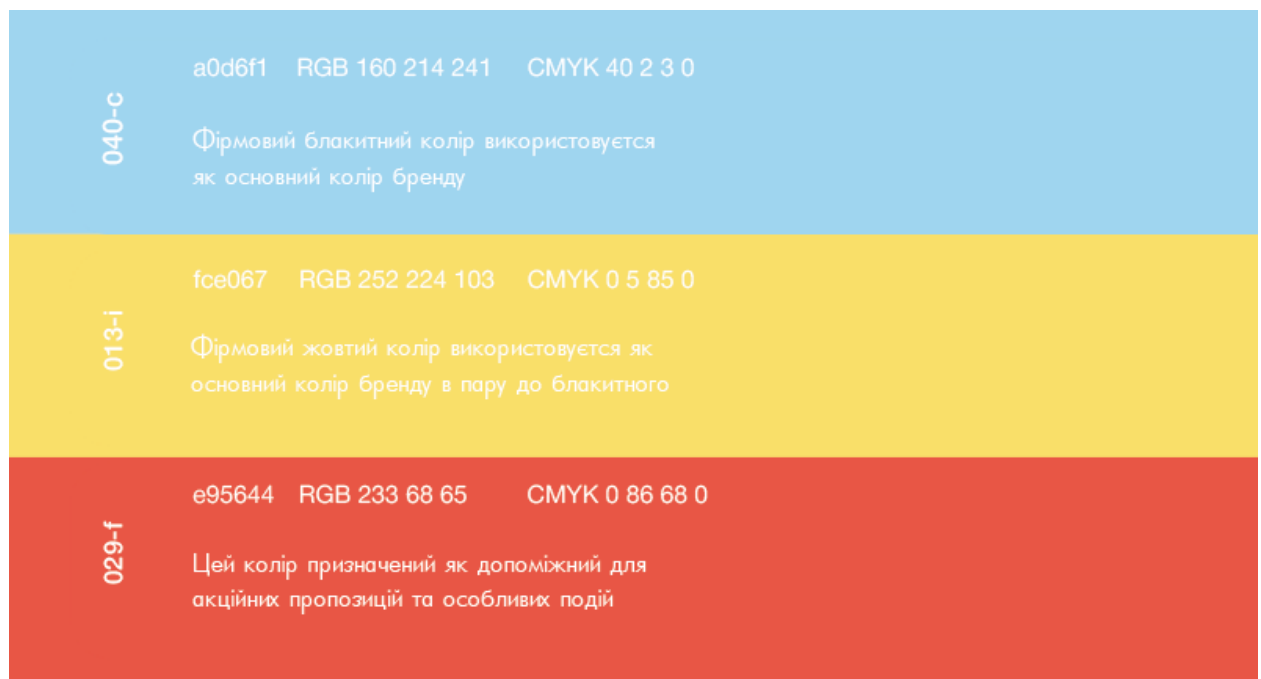 040-c
a0d6f1 RGB 160 214 241 CMYK 40 2 3 0
Фірмовий блакитний колір використовуєтся
як основний колір бренду
013-i
fce067 RGB 252 224 103 CMYK 0 5 85 0
Фірмовий жовтий колір використовуєтся як
основний колір бренду в пару до блакитного
029-f
e95644 RGB 233 68 65 CMYK 0 86 68 0
Цей колір призначений як допоміжний для
акційних пропозицій та особливих подій